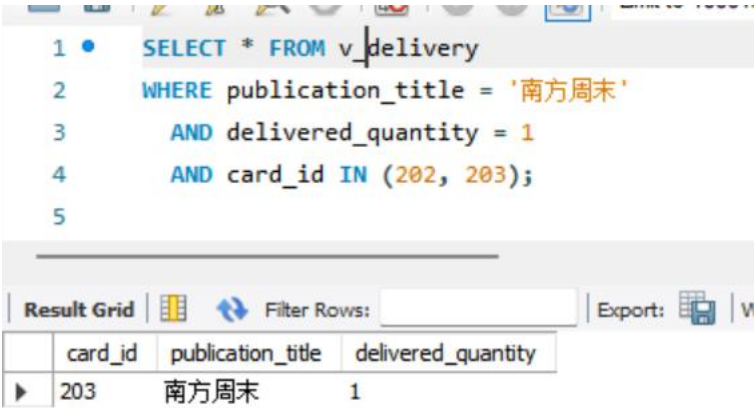 1 SELECT * FROM v_delivery
2 WHERE publication_title = '南方周末'
3 AND delivered_quantity = 1
4 AND card_id IN (202, 203);
5
Result Grid Filter Rows: Export:
card_id publication_title delivered_quantity
203 南方周末 1